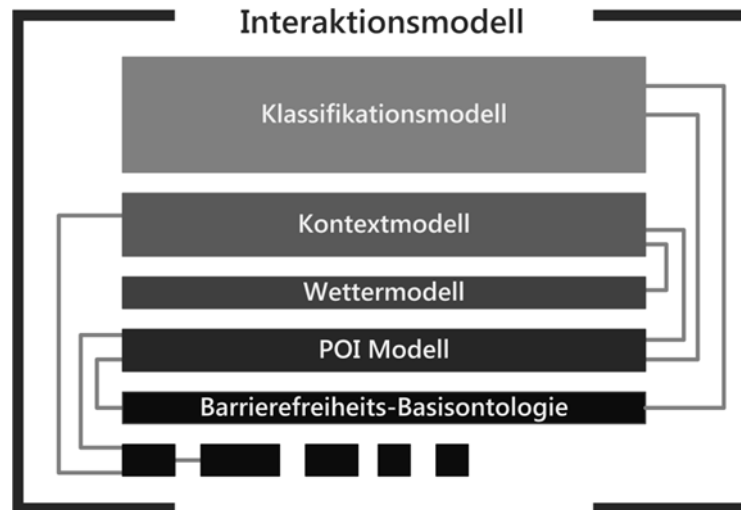 Interaktionsmodell
Klassifikationsmodell
Kontextmodell
Wettermodell
POI Modell
Barrierefreiheits-Basisontologie